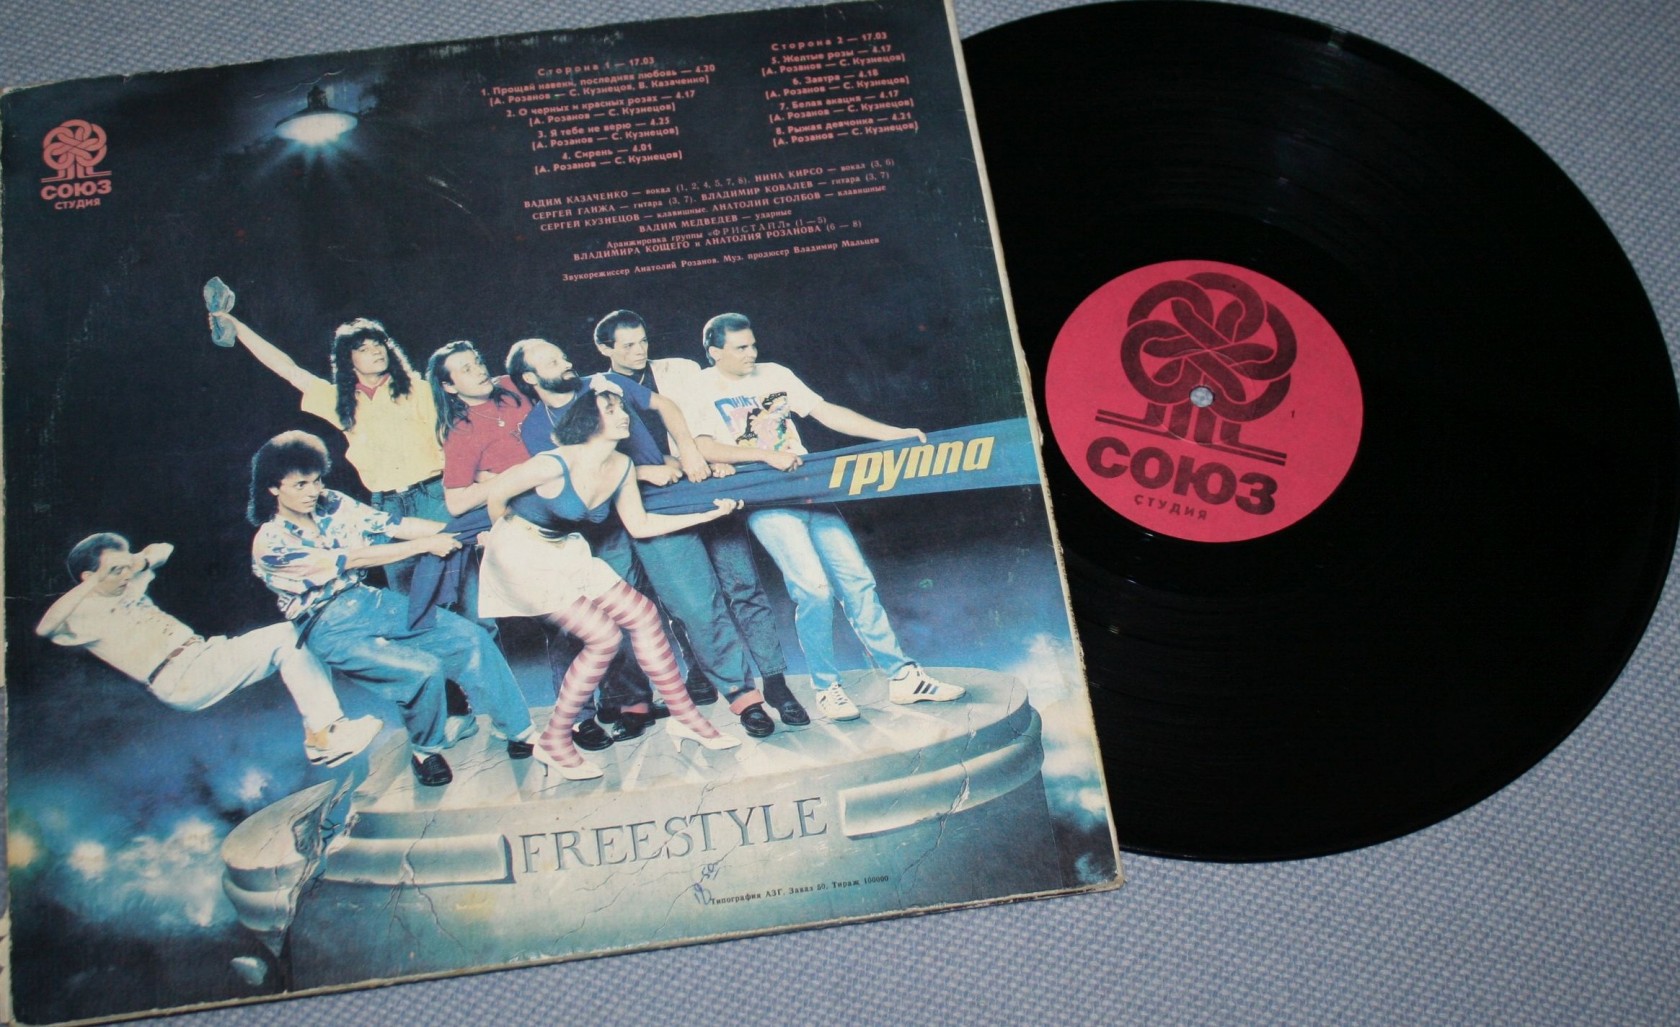 СОЮЗ
СТУДИЯ
Сторона 1 — 17.03
1. Прощай навеки, последняя любовь — 4.20
(А. Розанов — С. Кузнецов, В. Казаченко)
2. О черных и красных розах — 4.17
(А. Розанов — С. Кузнецов)
3. Я тебе не верю — 4.25
(А. Розанов — С. Кузнецов)
4. Сирень — 4.01
(А. Розанов — С. Кузнецов)
Сторона 2 — 17.03
5. Желтые розы — 4.17
(А. Розанов — С. Кузнецов)
6. Завтра — 4.18
(А. Розанов — С. Кузнецов)
7. Белая акация — 4.17
(А. Розанов — С. Кузнецов)
8. Рыжая девчонка — 4.21
(А. Розанов — С. Кузнецов)
ВАДИМ КАЗАЧЕНКО — вокал (1, 2, 4, 5, 7, 8). НИНА КИРСО — вокал (3, 6)
СЕРГЕЙ ГАНЖА — гитара (3, 7). ВЛАДИМИР КОВАЛЕВ — гитара (3, 7)
СЕРГЕЙ КУЗНЕЦОВ — клавишные. АНАТОЛИЙ СТОЛБОВ — клавишные
ВАДИМ МЕДВЕДЕВ — ударные
Аранжировка группы «ФРИСТАЙЛ» (1 — 5)
ВЛАДИМИРА КОЩЕГО и АНАТОЛИЯ РОЗАНОВА (6 — 8)
Звукорежиссер Анатолий Розанов. Муз. продюсер Владимир Мальцев
группа
FREESTYLE
Типография АЗГ. Заказ 50. Тираж 100000
1
СОЮЗ
СТУДИЯ